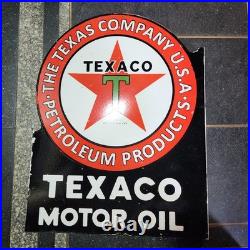 THE TEXAS COMPANY U.S.A.
TEXACO
T
PETROLEUM PRODUCTS
TEXACO
MOTOR OIL